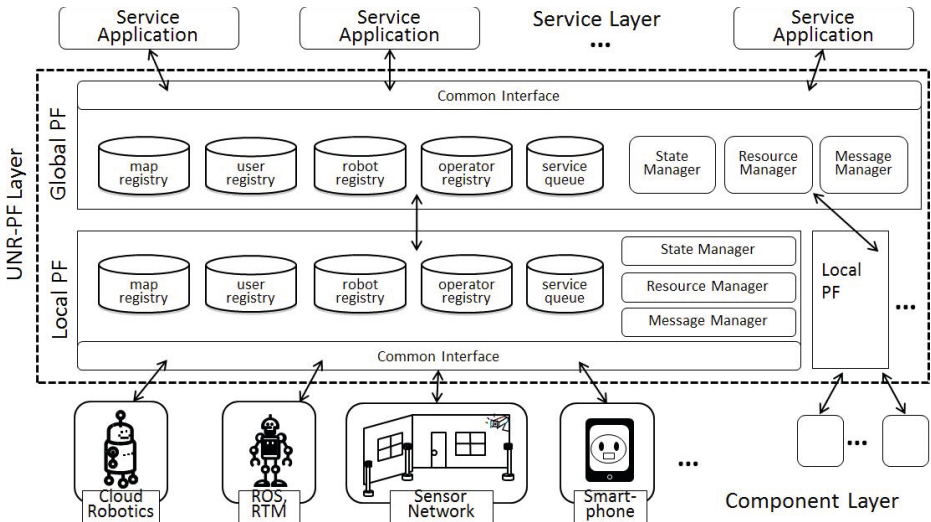 Service Application
Service Application
Service Layer
...
Service Application
UNR-PF Layer
Global PF
Common Interface
map registry
user registry
robot registry
operator registry
service queue
State Manager
Resource Manager
Message Manager
Local PF
map registry
user registry
robot registry
operator registry
service queue
State Manager
Resource Manager
Message Manager
Common Interface
Local PF
...
Cloud Robotics
ROS, RTM
Sensor Network
Smart-phone
...
...
Component Layer